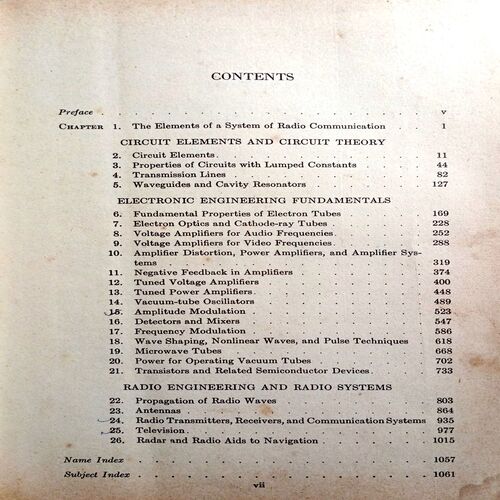 CONTENTS
Preface . v
CHAPTER 1. The Elements of a System of Radio Communication . . . 1
CIRCUIT ELEMENTS AND CIRCUIT THEORY
2. Circuit Elements . 11
3. Properties of Circuits with Lumped Constants 44
4. Transmission Lines 82
5. Waveguides and Cavity Resonators 127
ELECTRONIC ENGINEERING FUNDAMENTALS
6. Fundamental Properties of Electron Tubes 169
7. Electron Optics and Cathode-ray Tubes 228
8. Voltage Amplifiers for Audio Frequencies 252
9. Voltage Amplifiers for Video Frequencies 288
10. Amplifier Distortion, Power Amplifiers, and Amplifier Sys-
tems 319
11. Negative Feedback in Amplifiers 374
12. Tuned Voltage Amplifiers 400
13. Tuned Power Amplifiers 448
14. Vacuum-tube Oscillators 489
15. Amplitude Modulation 523
16. Detectors and Mixers 547
17. Frequency Modulation 586
18. Wave Shaping, Nonlinear Waves, and Pulse Techniques 618
19. Microwave Tubes 668
20. Power for Operating Vacuum Tubes 702
21. Transistors and Related Semiconductor Devices 733
RADIO ENGINEERING AND RADIO SYSTEMS
22. Propagation of Radio Waves 803
23. Antennas 864
24. Radio Transmitters, Receivers, and Communication Systems 935
25. Television 977
26. Radar and Radio Aids to Navigation 1015
Name Index 1057
Subject Index 1061
vii